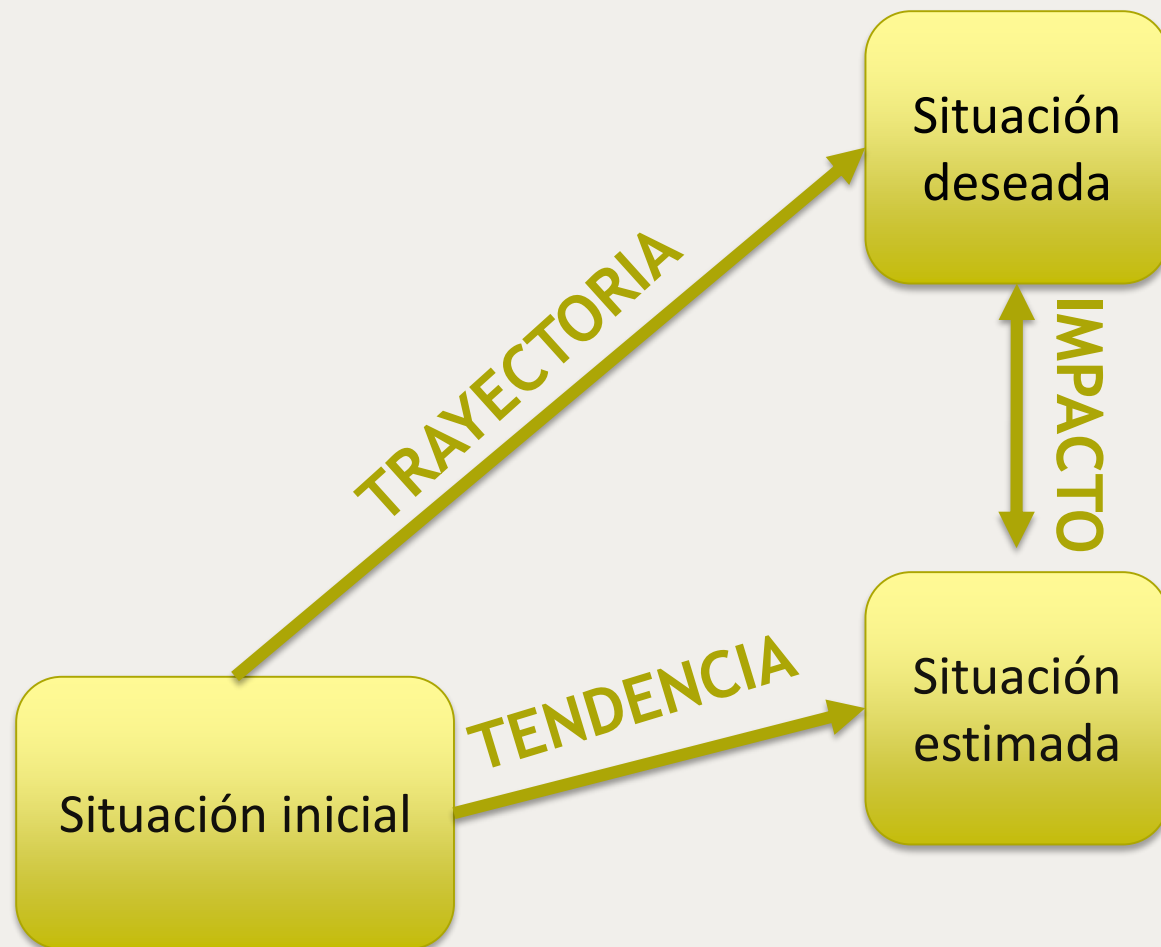 Situación
deseada
TRAYECTORIA
IMPACTO
TENDENCIA
Situación
estimada
Situación inicial